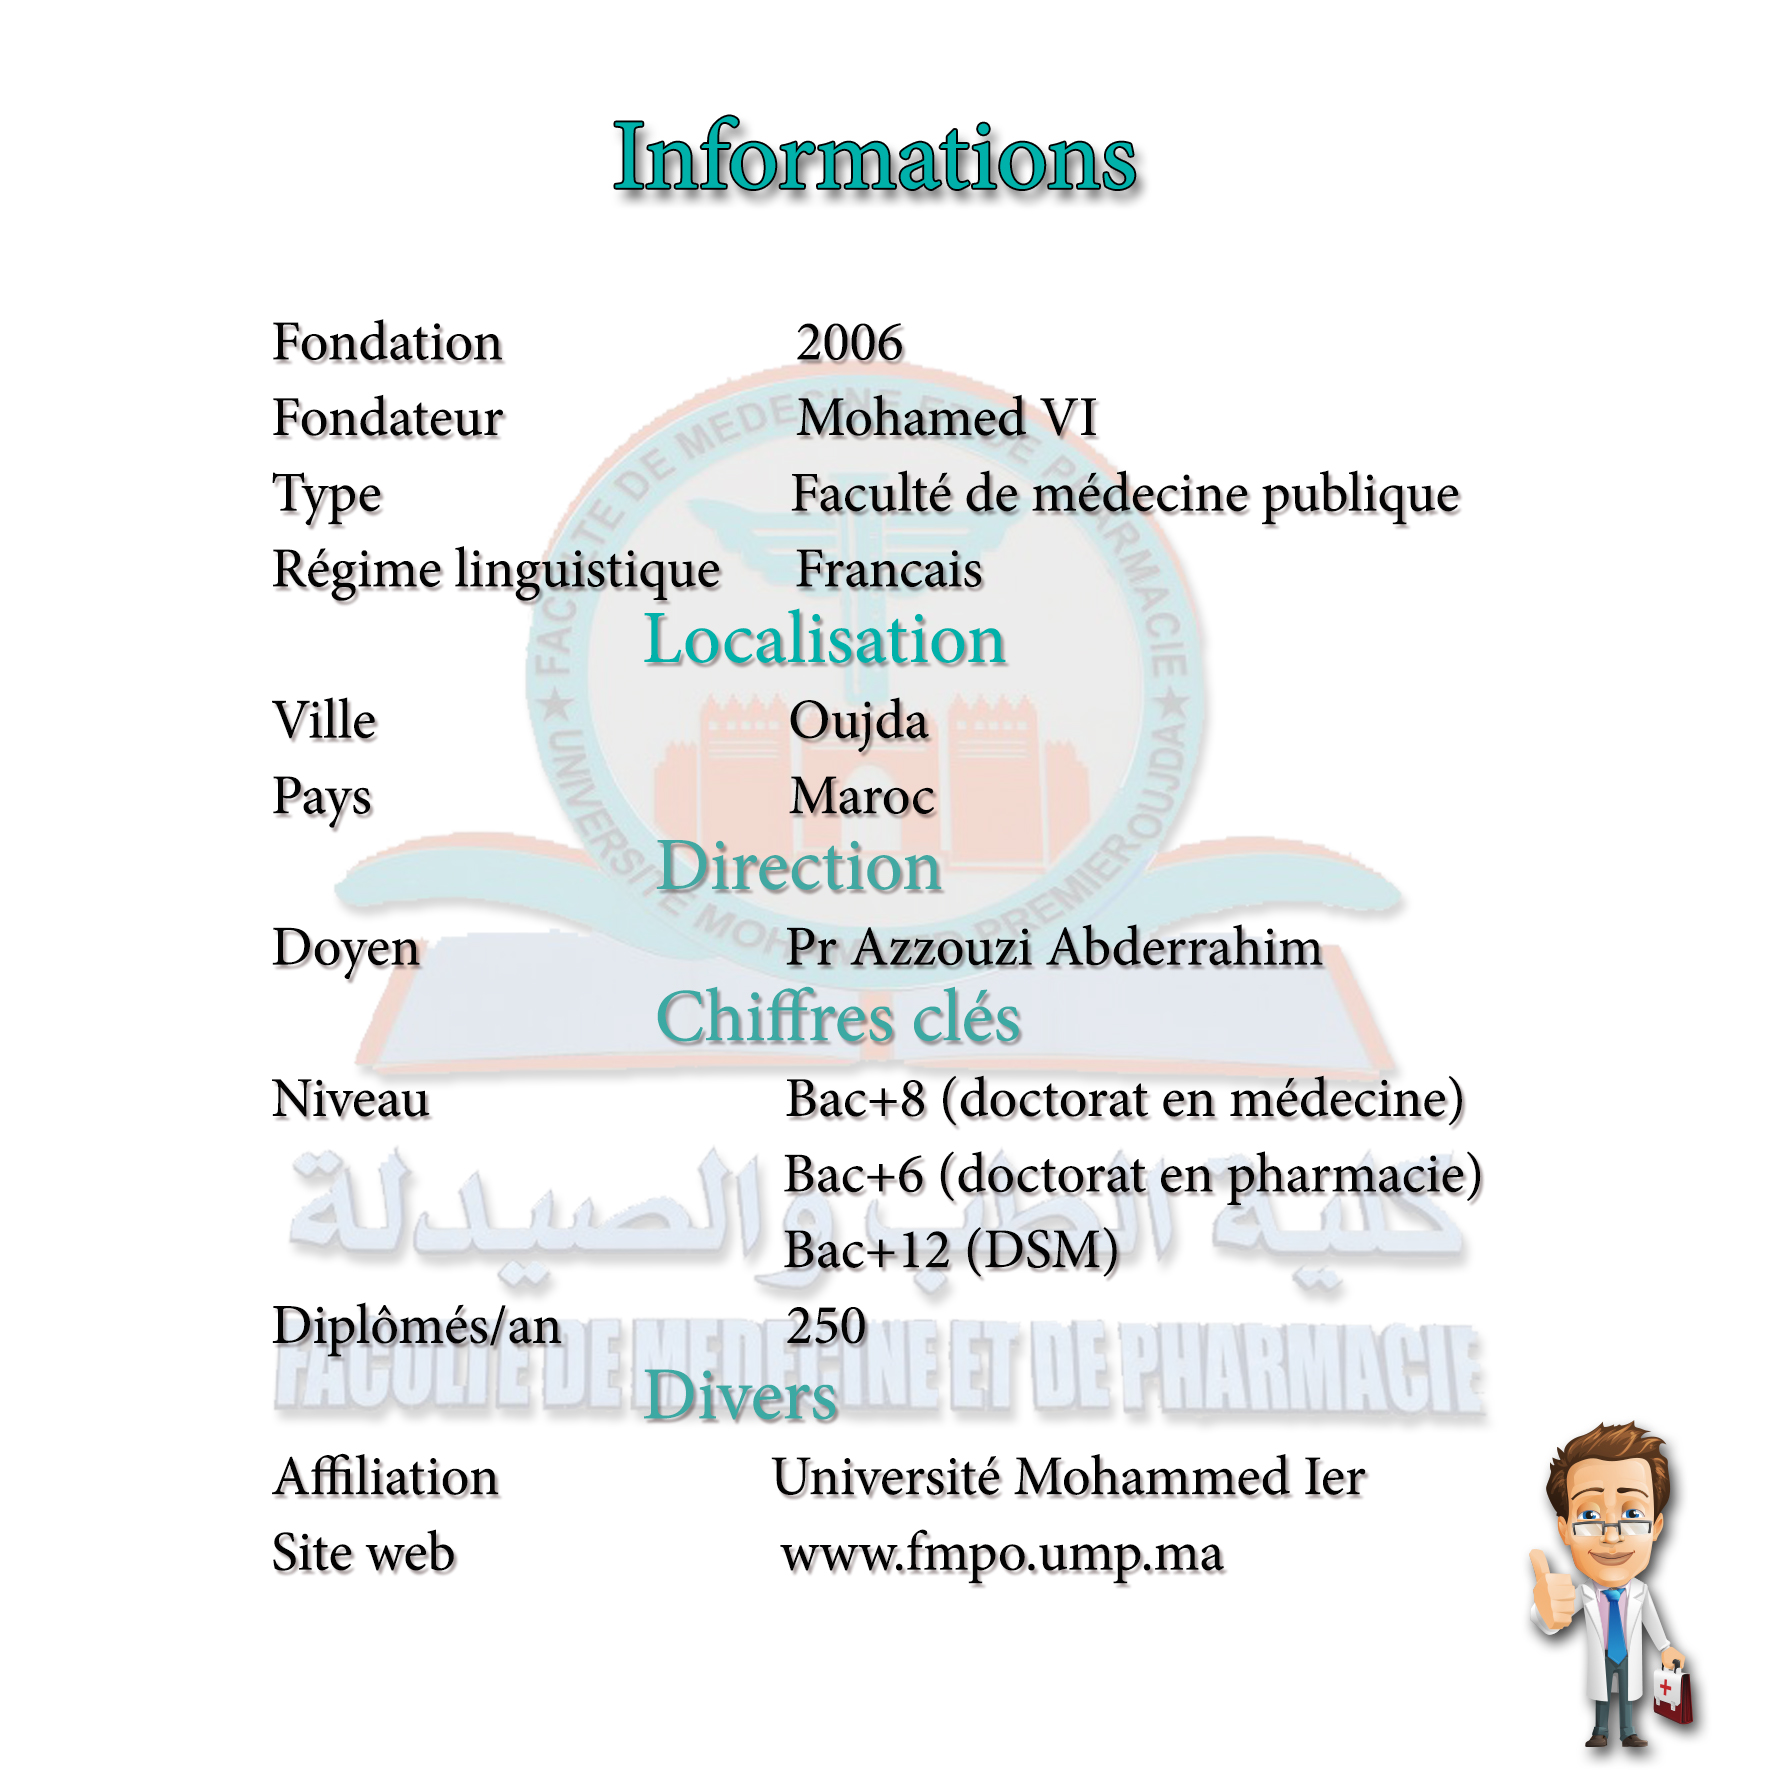 Informations
Fondation 2006
Fondateur Mohamed VI
Type Faculté de médecine publique
Régime linguistique Francais
Localisation
Ville Oujda
Pays Maroc
Direction
Doyen Pr Azzouzi Abderrahim
Chiffres clés
Niveau Bac+8 (doctorat en médecine)
Bac+6 (doctorat en pharmacie)
Bac+12 (DSM)
Diplômés/an 250
Divers
Affiliation Université Mohammed Ier
Site web www.fmpo.ump.ma
FACULTE DE MEDECINE ET DE PHARMACIE
UNIVERSITE MOHAMMED PREMIER OUJDA
كلية الطب والصيدلة
FACULTE DE MEDECINE ET DE PHARMACIE